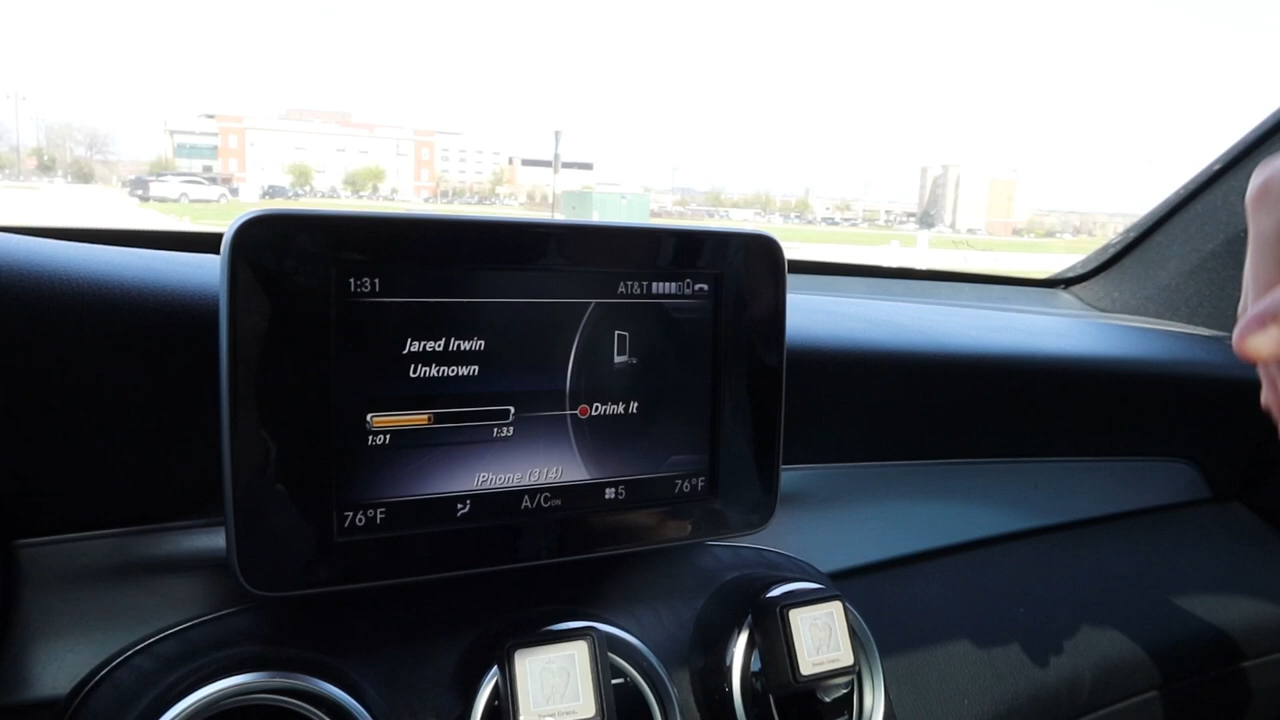 1:31
AT&T
Jared Irwin
Unknown
Drink It
1:01
1:33
iPhone (314)
76°F
A/C ON
5
76°F